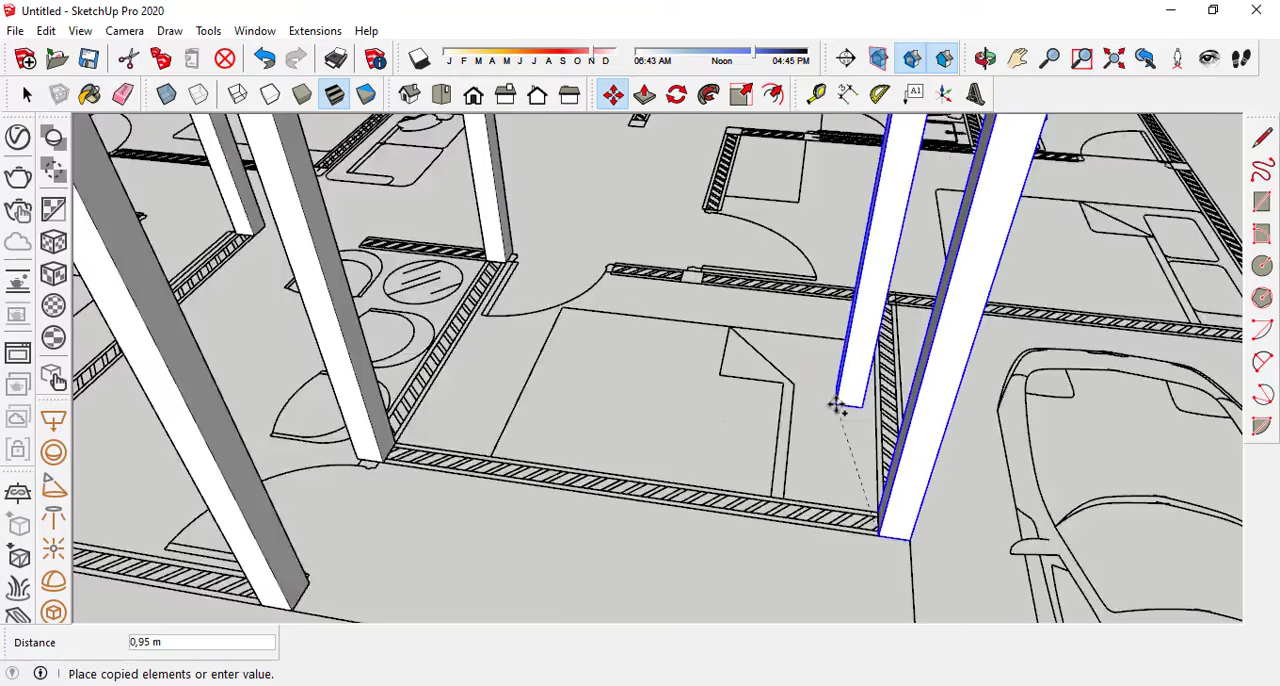 Untitled - SketchUp Pro 2020
File Edit View Camera Draw Tools Window Extensions Help
J F M A M J J A S O N D 06:43 AM Noon 04:45 PM
A1
Distance 0,95 m
Place copied elements or enter value.